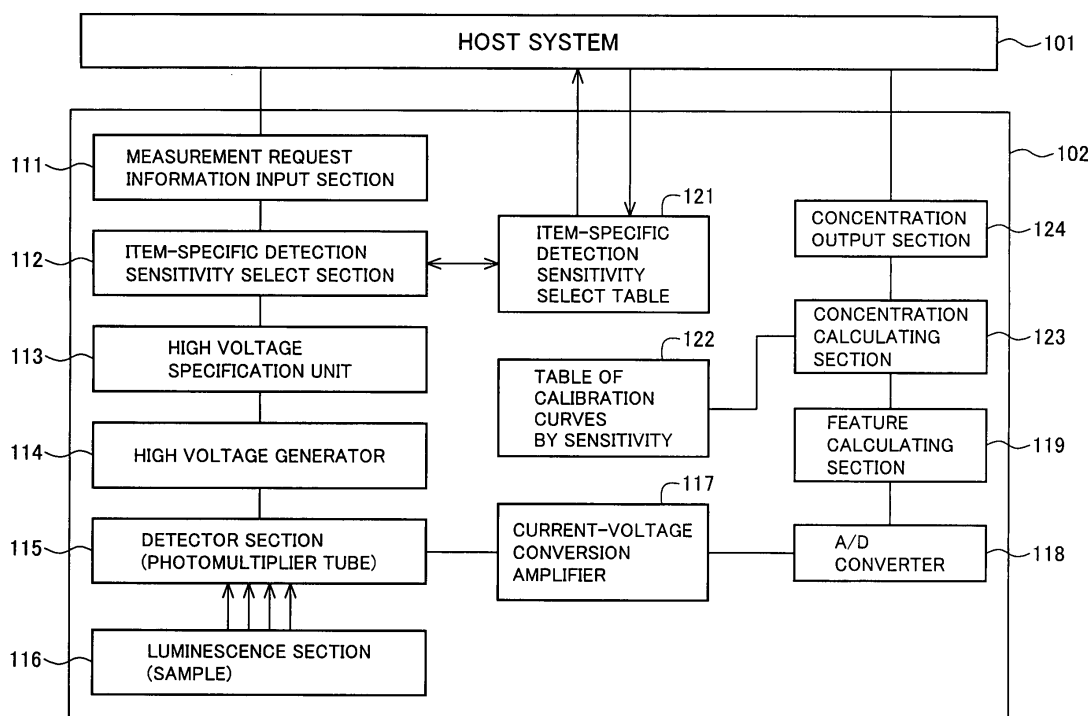 HOST SYSTEM
101
102
111
MEASUREMENT REQUEST
INFORMATION INPUT SECTION
112
ITEM-SPECIFIC DETECTION
SENSITIVITY SELECT SECTION
113
HIGH VOLTAGE
SPECIFICATION UNIT
114
HIGH VOLTAGE GENERATOR
115
DETECTOR SECTION
(PHOTOMULTIPLIER TUBE)
116
LUMINESCENCE SECTION
(SAMPLE)
121
ITEM-SPECIFIC
DETECTION
SENSITIVITY
SELECT TABLE
122
TABLE OF
CALIBRATION
CURVES
BY SENSITIVITY
117
CURRENT-VOLTAGE
CONVERSION
AMPLIFIER
CONCENTRATION
OUTPUT SECTION
124
CONCENTRATION
CALCULATING
SECTION
123
FEATURE
CALCULATING
SECTION
119
A/D
CONVERTER
118